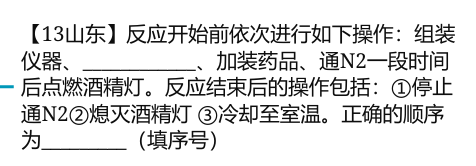 【13山东】反应开始前依次进行如下操作：组装
仪器、____________、加装药品、通N2一段时间
后点燃酒精灯。反应结束后的操作包括：①停止
通N2②熄灭酒精灯 ③冷却至室温。正确的顺序
为_________（填序号）